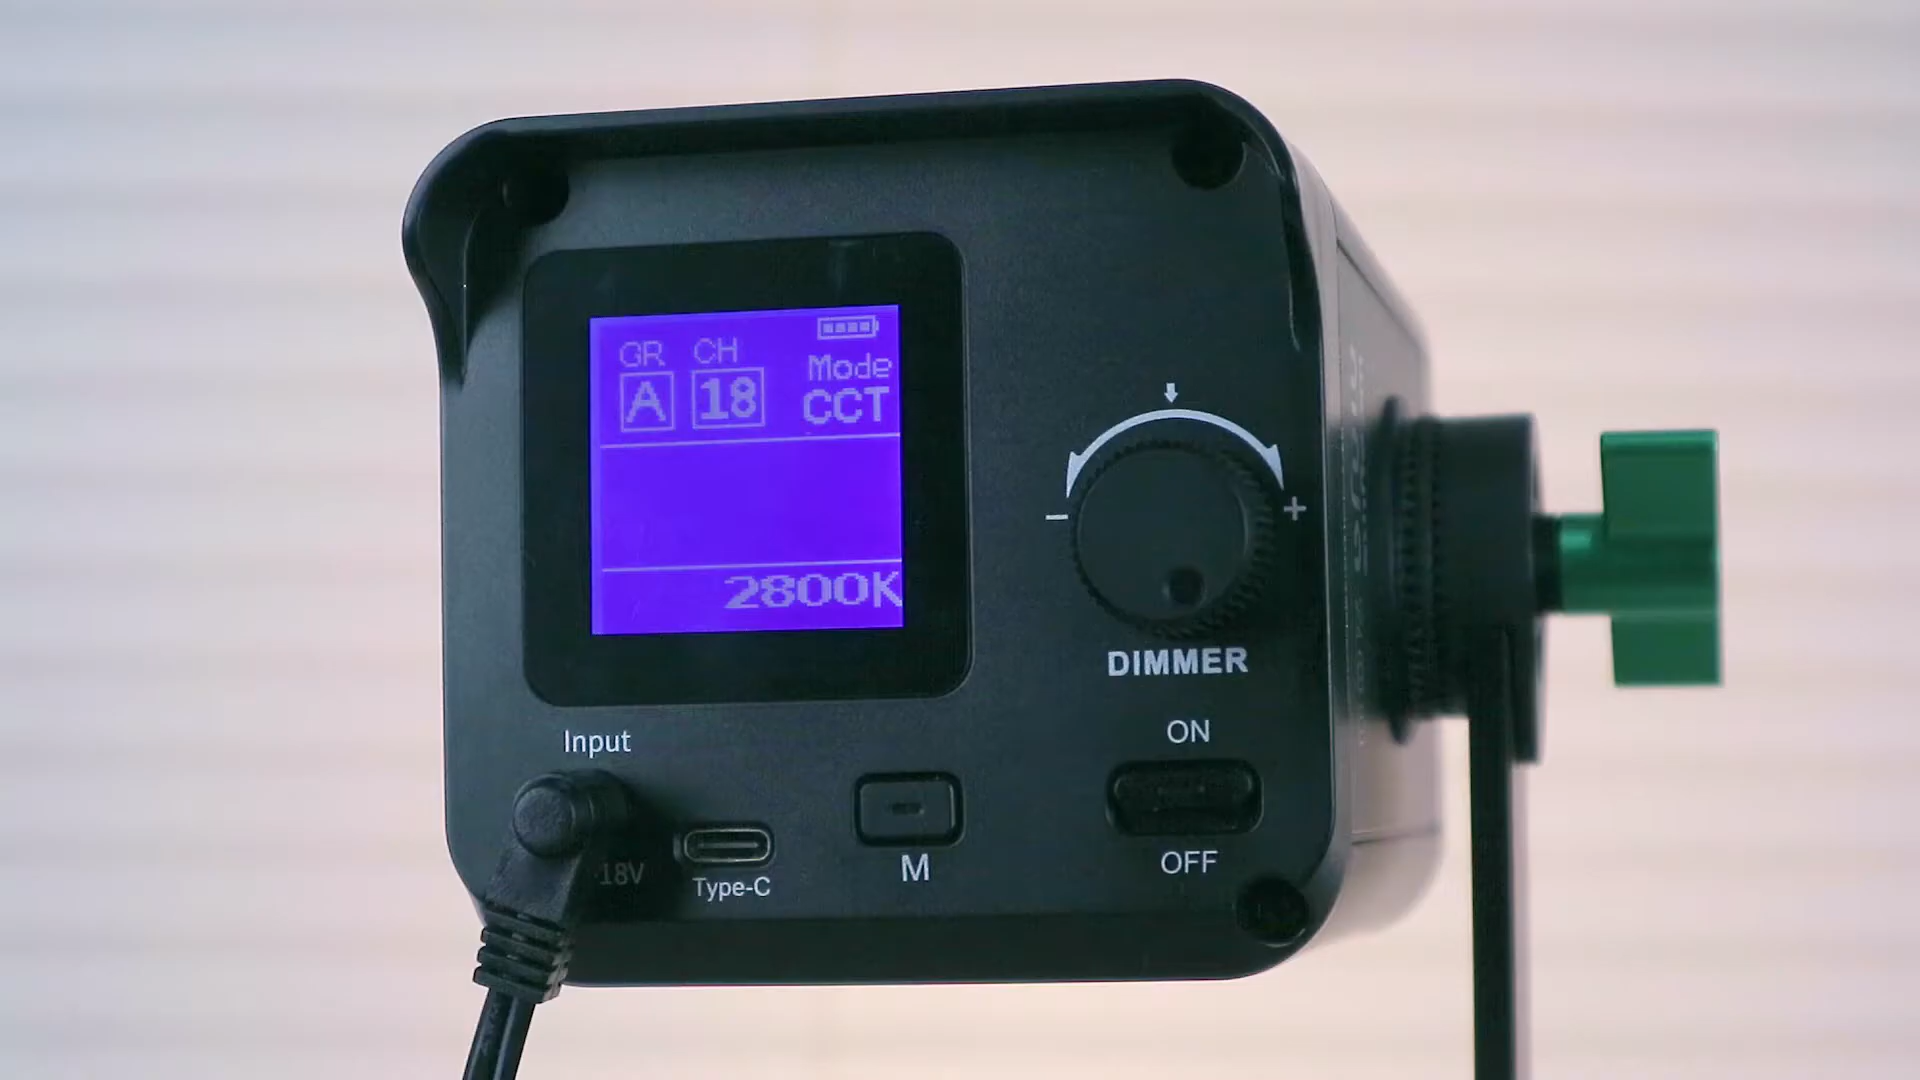 GR CH
A 18
Mode
CCT
2800K
− +
DIMMER
Input
18V
Type-C
M
ON
OFF